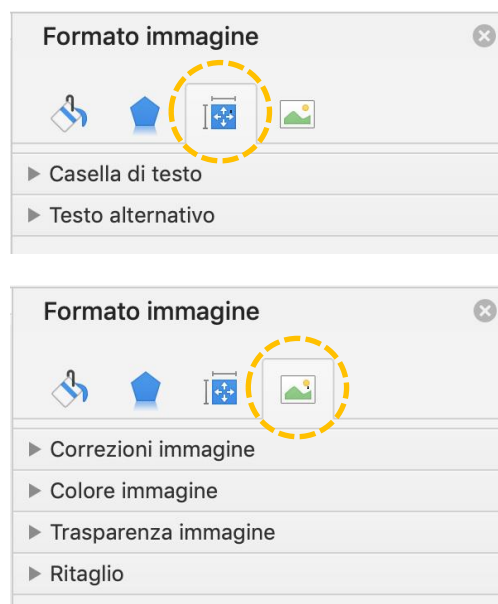 Formato immagine
Casella di testo
Testo alternativo
Formato immagine
Correzioni immagine
Colore immagine
Trasparenza immagine
Ritaglio